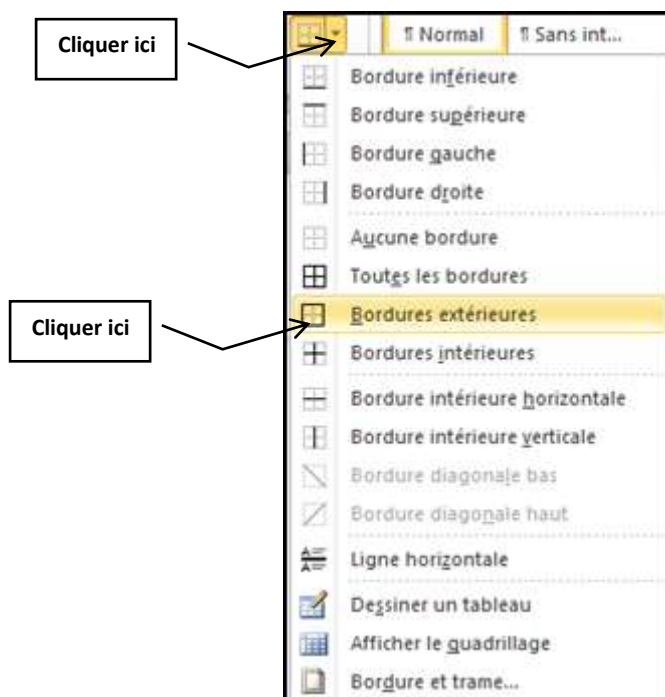 Cliquer ici
¶ Normal ¶ Sans int...
Bordure inférieure
Bordure supérieure
Bordure gauche
Bordure droite
Aucune bordure
Toutes les bordures
Cliquer ici
Bordures extérieures
Bordures intérieures
Bordure intérieure horizontale
Bordure intérieure verticale
Bordure diagonale bas
Bordure diagonale haut
Ligne horizontale
Dessiner un tableau
Afficher le quadrillage
Bordure et trame...